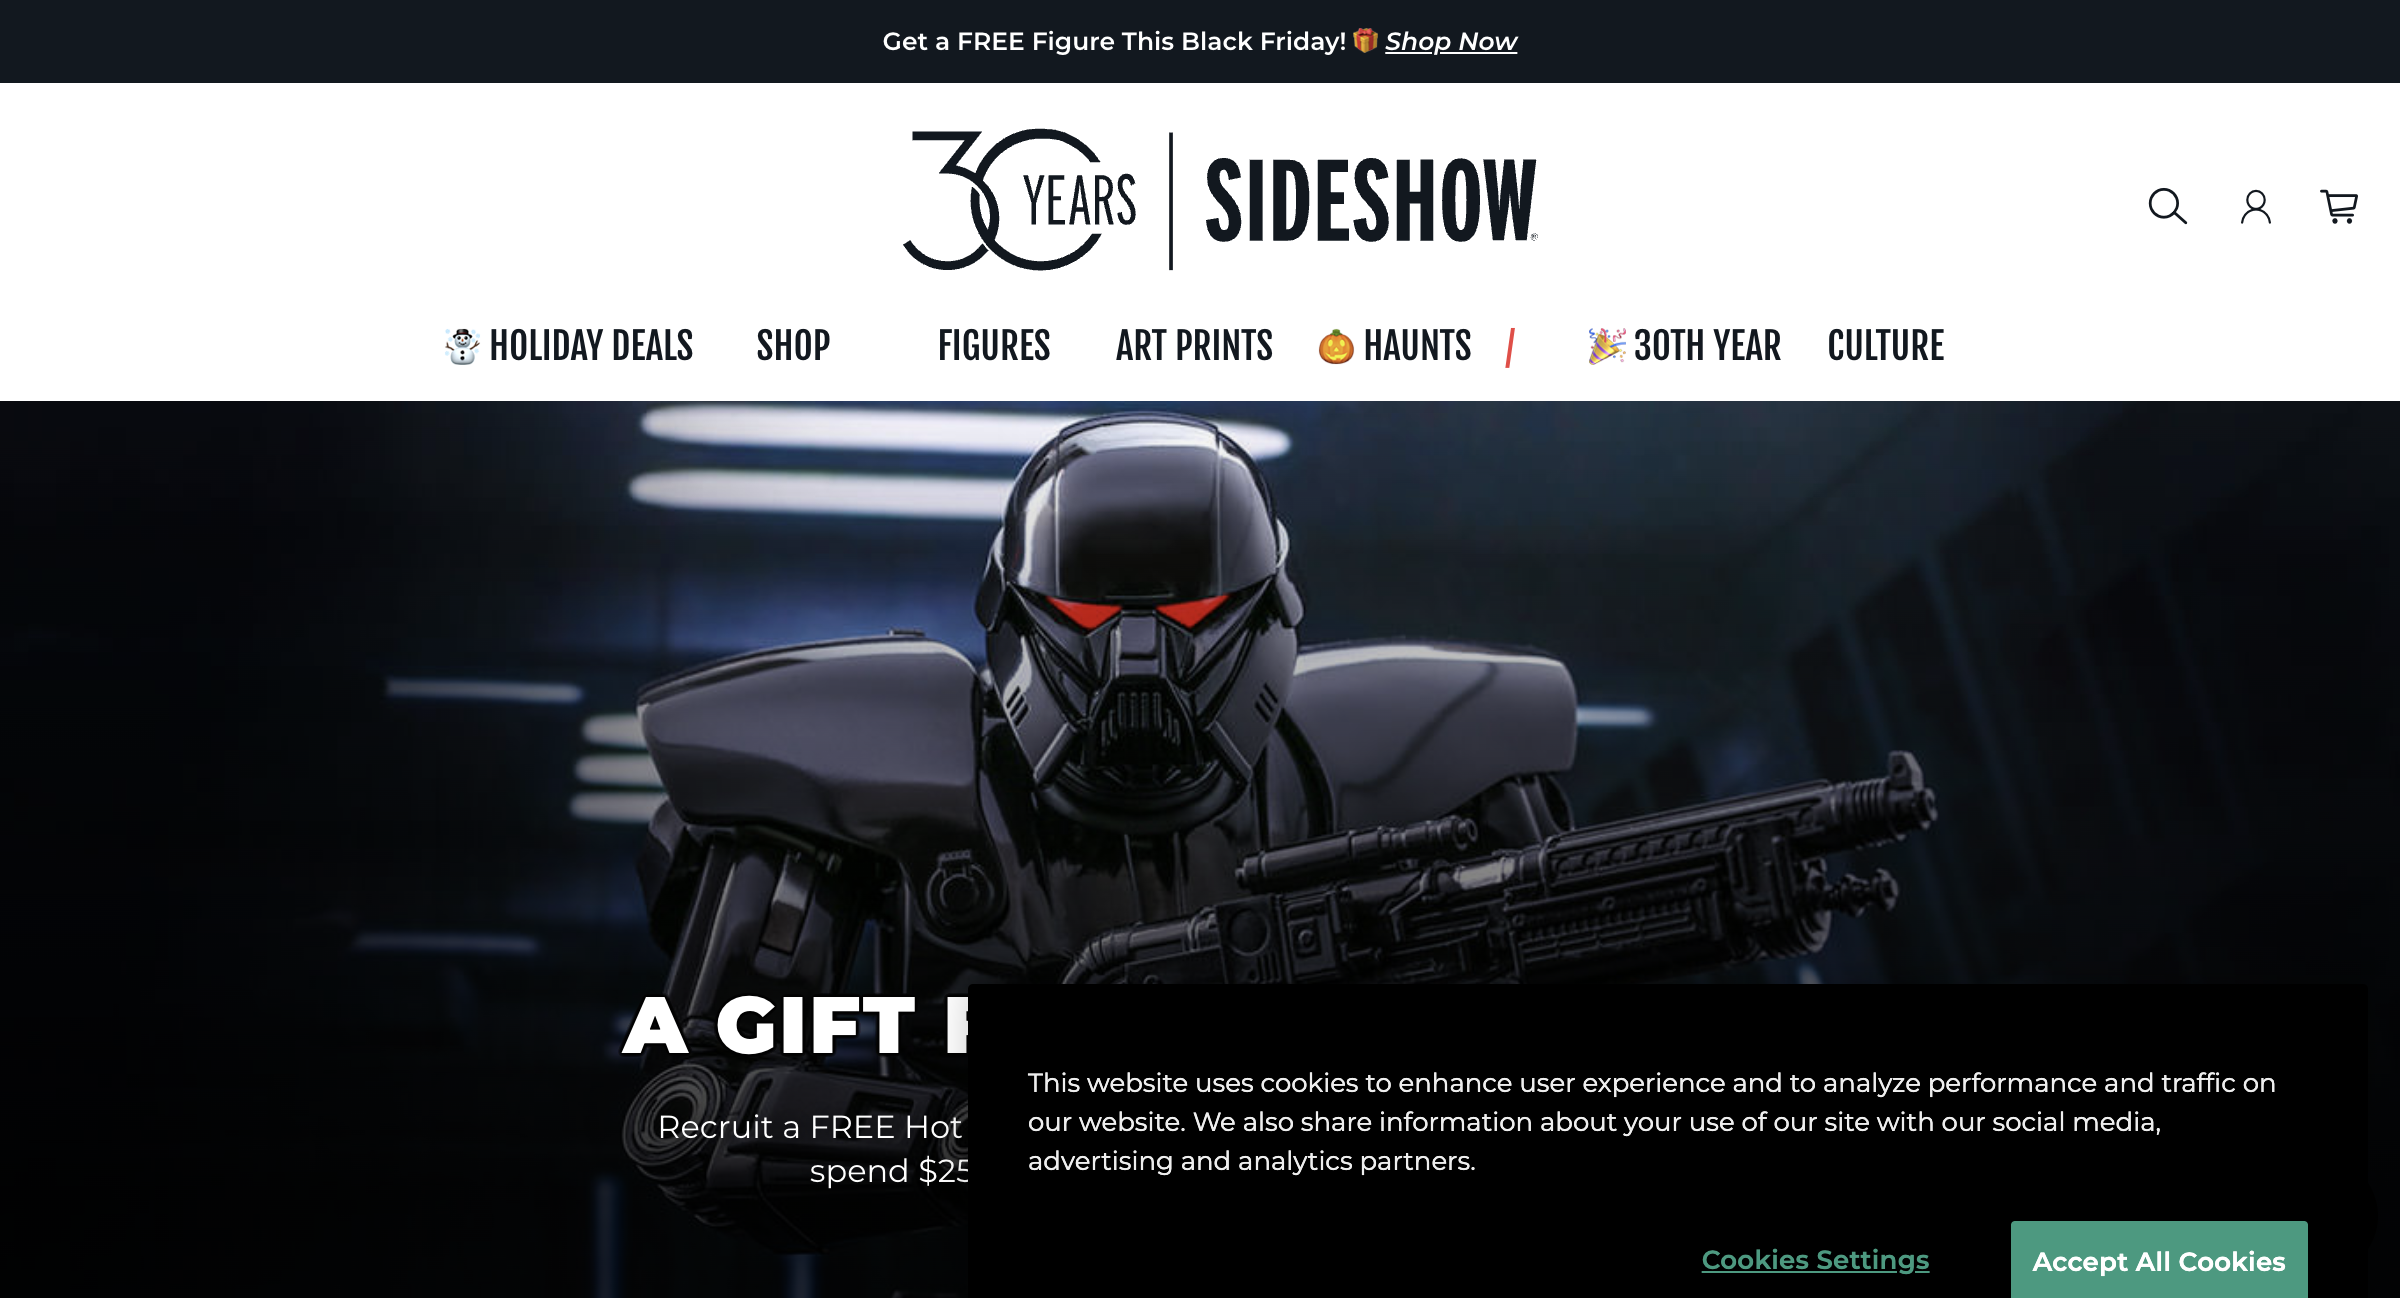 Get a FREE Figure This Black Friday! 🎁 Shop Now
30 YEARS | SIDESHOW®
☃️ HOLIDAY DEALS SHOP FIGURES ART PRINTS 🎃 HAUNTS / 🎉 30TH YEAR CULTURE
A GIFT
Recruit a FREE Hot
spend $25
This website uses cookies to enhance user experience and to analyze performance and traffic on
our website. We also share information about your use of our site with our social media,
advertising and analytics partners.
Cookies Settings Accept All Cookies